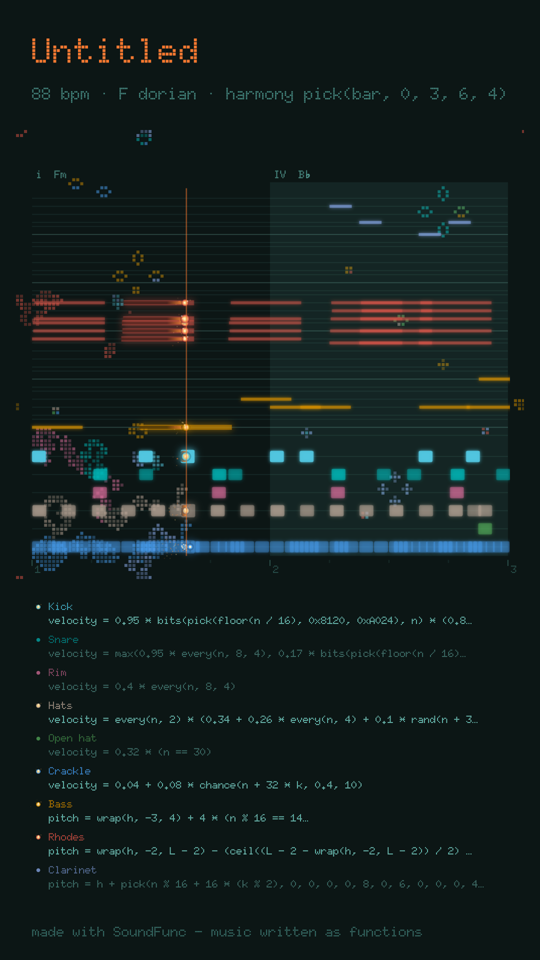 Untitled
88 bpm · F dorian · harmony pick(bar, 0, 3, 6, 4)
i Fm
IV Bb
1
2
3
Kick
velocity = 0.95 * bits(pick(floor(n / 16), 0x8120, 0xA024), n) * (0.8…
Snare
velocity = max(0.95 * every(n, 8, 4), 0.17 * bits(pick(floor(n / 16)…
Rim
velocity = 0.4 * every(n, 8, 4)
Hats
velocity = every(n, 2) * (0.34 + 0.26 * every(n, 4) + 0.1 * rand(n + 3…
Open hat
velocity = 0.32 * (n == 30)
Crackle
velocity = 0.04 + 0.08 * chance(n + 32 * k, 0.4, 10)
Bass
pitch = wrap(h, -3, 4) + 4 * (n % 16 == 14…
Rhodes
pitch = wrap(h, -2, L - 2) - (ceil((L - 2 - wrap(h, -2, L - 2)) / 2) …
Clarinet
pitch = h + pick(n % 16 + 16 * (k % 2), 0, 0, 0, 0, 8, 0, 6, 0, 0, 0, 4…
made with SoundFunc - music written as functions